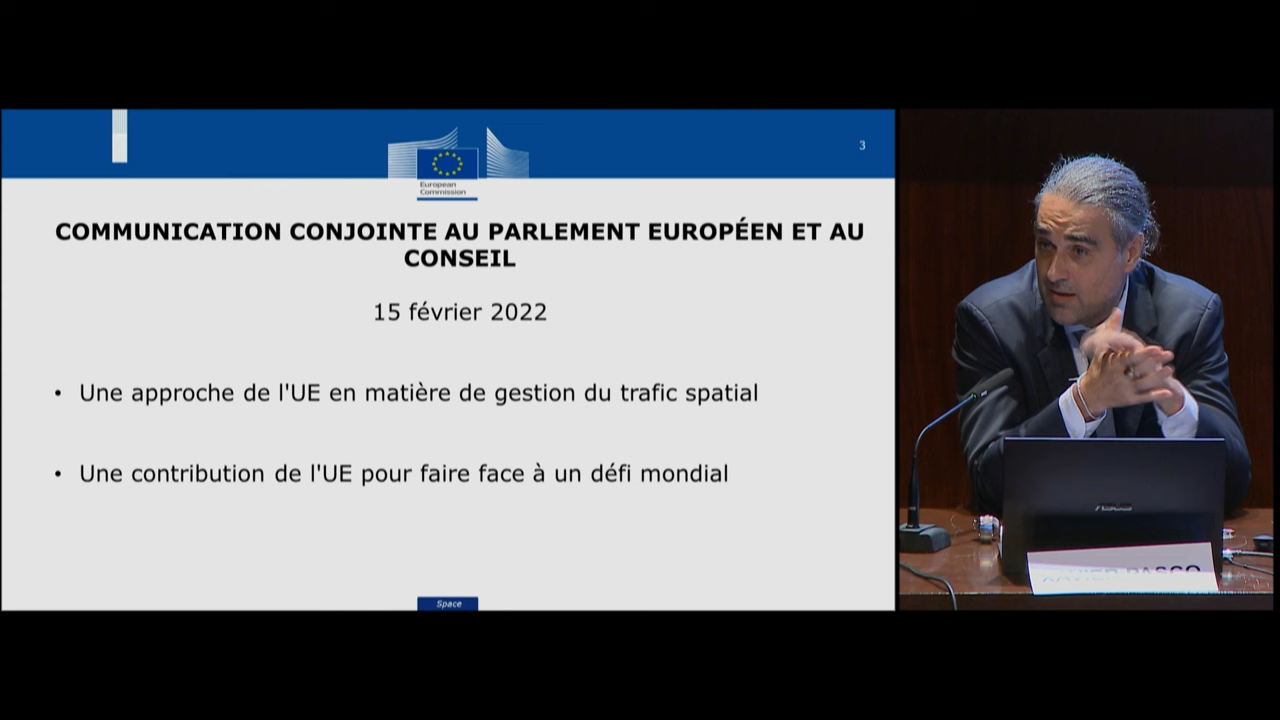 3
European
Commission
COMMUNICATION CONJOINTE AU PARLEMENT EUROPÉEN ET AU
CONSEIL
15 février 2022
• Une approche de l'UE en matière de gestion du trafic spatial
• Une contribution de l'UE pour faire face à un défi mondial
Space
ASUS